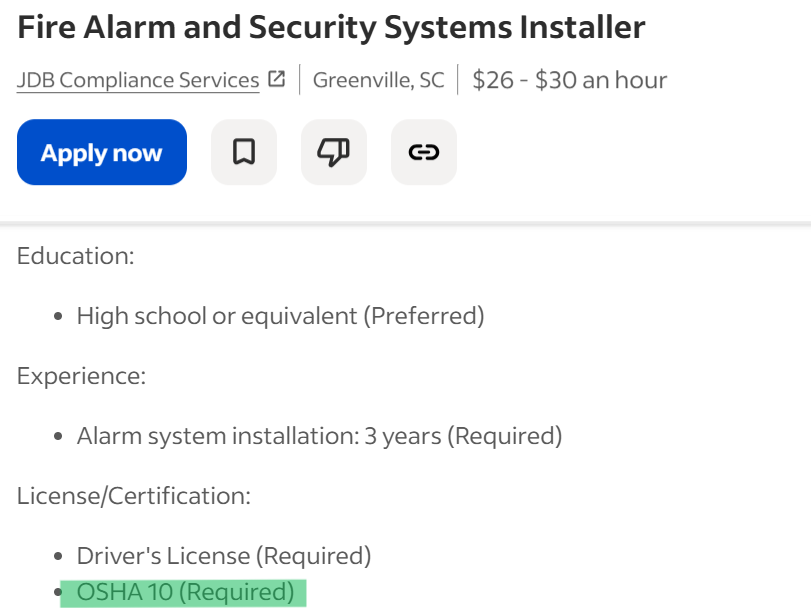 Fire Alarm and Security Systems Installer
JDB Compliance Services | Greenville, SC | $26 - $30 an hour
Apply now
Education:
• High school or equivalent (Preferred)
Experience:
• Alarm system installation: 3 years (Required)
License/Certification:
• Driver's License (Required)
• OSHA 10 (Required)